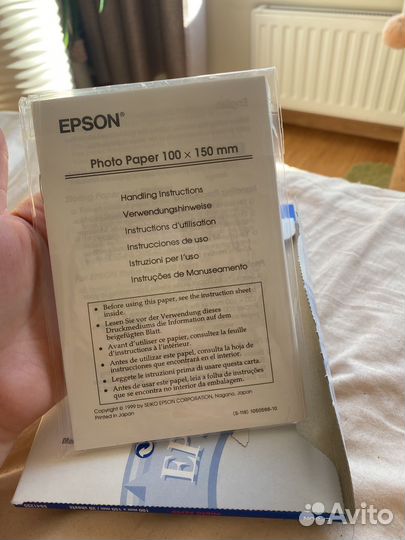 EPSON®
Photo Paper 100 × 150 mm
Handling Instructions
Verwendungshinweise
Instructions d'utilisation
Instrucciones de uso
Istruzioni per l'uso
Instruções de Manuseamento
• Before using this paper, see the instruction sheet
inside.
• Lesen Sie vor der Verwendung dieses
Druckmediums die Information auf dem
beigefügten Blatt.
• Avant d'utiliser ce papier, consultez la feuille
d'instructions à l'intérieur.
• Antes de utilizar este papel, consulte la hoja de
instrucciones que encontrará en el interior.
• Leggete le istruzioni prima di usare questa carta.
• Antes de usar este papel, leia a folha de instruções
que se encontra no interior da embalagem.
Copyright © 1999 by SEIKO EPSON CORPORATION, Nagano, Japan
Printed in Japan
EP
Avito